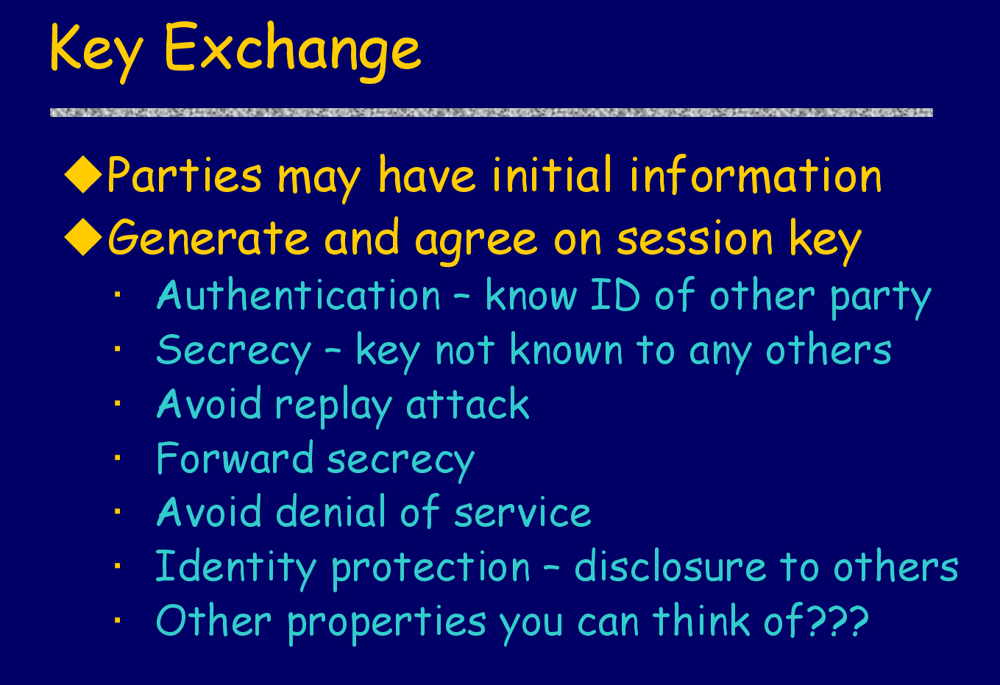 Key Exchange
◆Parties may have initial information
◆Generate and agree on session key
▪ Authentication – know ID of other party
▪ Secrecy – key not known to any others
▪ Avoid replay attack
▪ Forward secrecy
▪ Avoid denial of service
▪ Identity protection – disclosure to others
▪ Other properties you can think of???